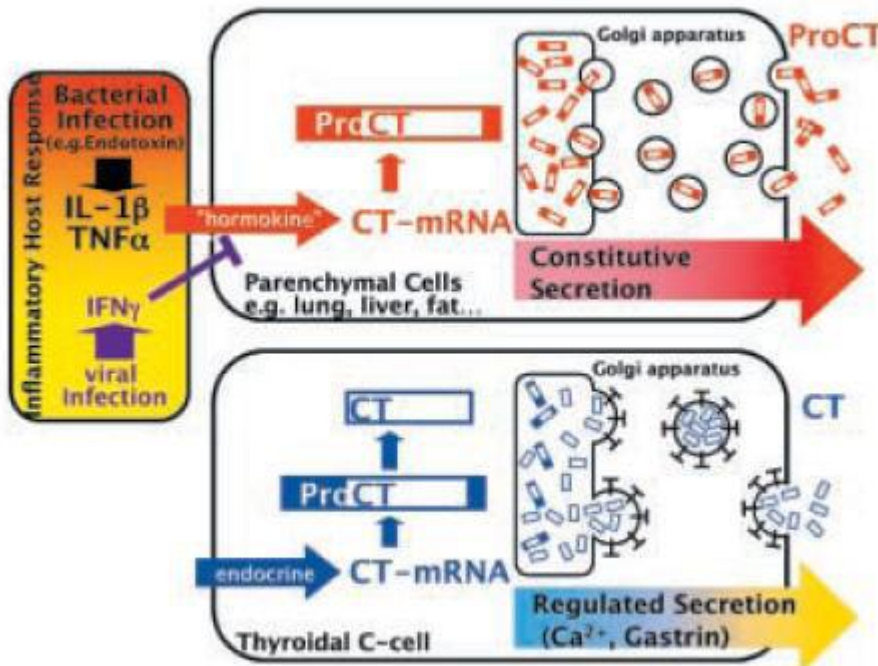 Inflammatory Host Response
Bacterial
Infection
(e.g.Endotoxin)
IL-1β
TNFα
IFNγ
viral
Infection
"hormokine"
ProCT
CT-mRNA
Parenchymal Cells
e.g. lung, liver, fat...
Golgi apparatus
ProCT
Constitutive
Secretion
CT
ProCT
endocrine
CT-mRNA
Thyroidal C-cell
Golgi apparatus
CT
Regulated Secretion
(Ca²⁺, Gastrin)